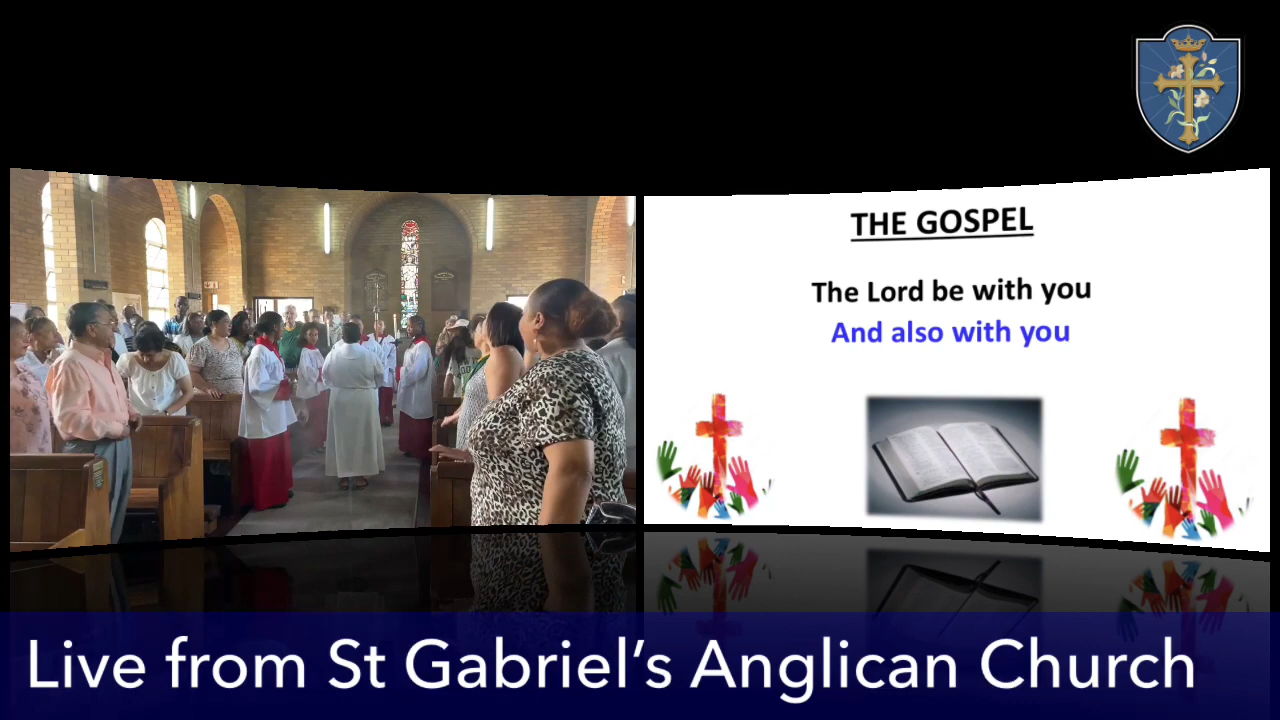 THE GOSPEL
The Lord be with you
And also with you
Live from St Gabriel's Anglican Church